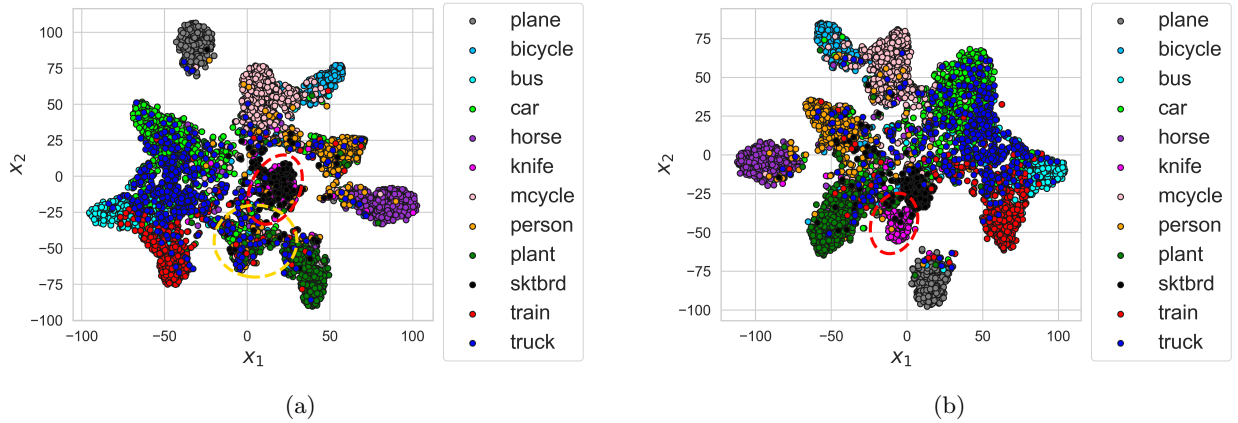 100
75
50
25
0
−25
−50
−75
−100
x2
−100
−50
0
50
100
x1
plane
bicycle
bus
car
horse
knife
mcycle
person
plant
sktbrd
train
truck
(a)
75
50
25
0
−25
−50
−75
−100
x2
−100
−50
0
50
100
x1
plane
bicycle
bus
car
horse
knife
mcycle
person
plant
sktbrd
train
truck
(b)